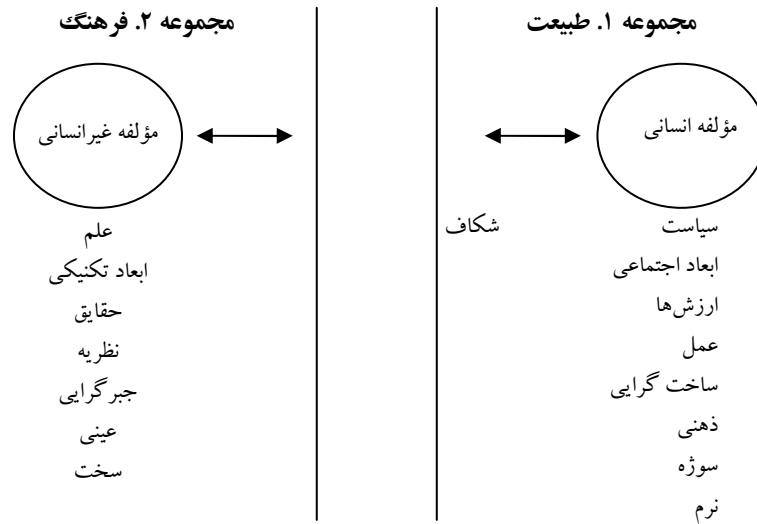 مجموعه ۱. طبیعت
مؤلفه انسانی
سیاست
ابعاد اجتماعی
ارزش‌ها
عمل
ساخت گرایی
ذهنی
سوژه
نرم
شکاف
مجموعه ۲. فرهنگ
مؤلفه غیرانسانی
علم
ابعاد تکنیکی
حقایق
نظریه
جبرگرایی
عینی
سخت